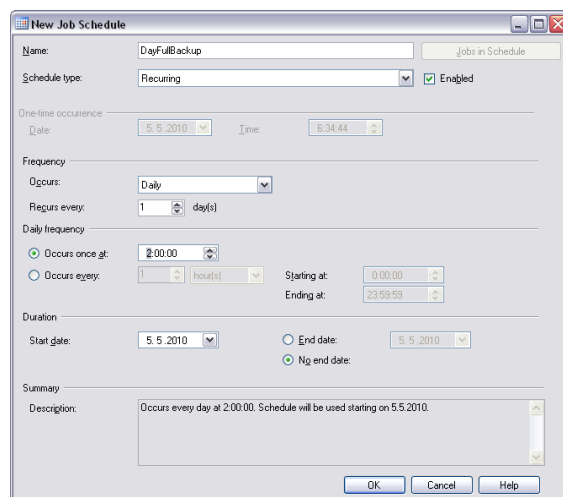 New Job Schedule
Name: DayFullBackup Jobs in Schedule
Schedule type: Recurring Enabled
One-time occurrence
Date: 5. 5 .2010 Time: 6:34:44
Frequency
Occurs: Daily
Recurs every: 1 day(s)
Daily frequency
Occurs once at: 2:00:00
Occurs every: 1 hour(s) Starting at: 0:00:00
Ending at: 23:59:59
Duration
Start date: 5. 5 .2010 End date: 5. 5 .2010
No end date:
Summary
Description: Occurs every day at 2:00:00. Schedule will be used starting on 5.5.2010.
OK Cancel Help